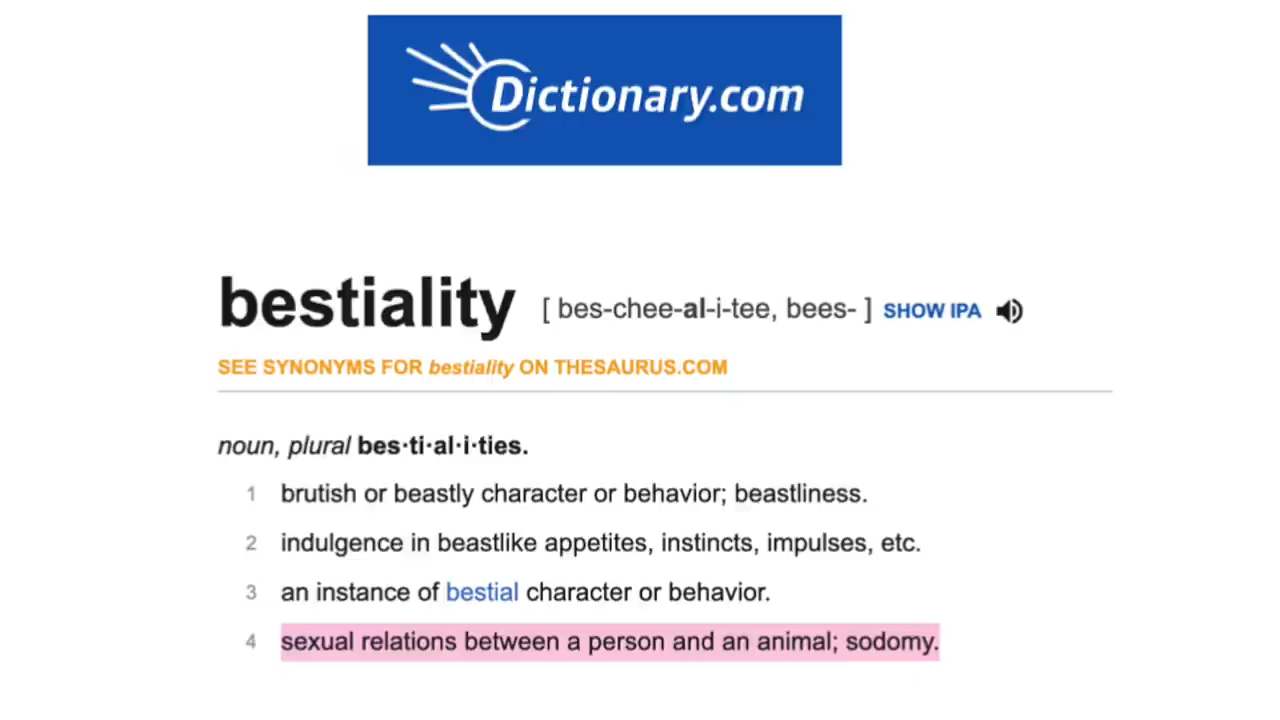 Dictionary.com
bestiality [ bes-chee-al-i-tee, bees- ] SHOW IPA
SEE SYNONYMS FOR bestiality ON THESAURUS.COM
noun, plural bes·ti·al·i·ties.
1 brutish or beastly character or behavior; beastliness.
2 indulgence in beastlike appetites, instincts, impulses, etc.
3 an instance of bestial character or behavior.
4 sexual relations between a person and an animal; sodomy.